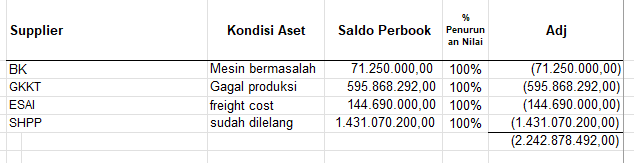 Supplier Kondisi Aset Saldo Perbook % Penurunan Nilai Adj
BK Mesin bermasalah 71.250.000,00 100% (71.250.000,00)
GKKT Gagal produksi 595.868.292,00 100% (595.868.292,00)
ESAI freight cost 144.690.000,00 100% (144.690.000,00)
SHPP sudah dilelang 1.431.070.200,00 100% (1.431.070.200,00)
(2.242.878.492,00)